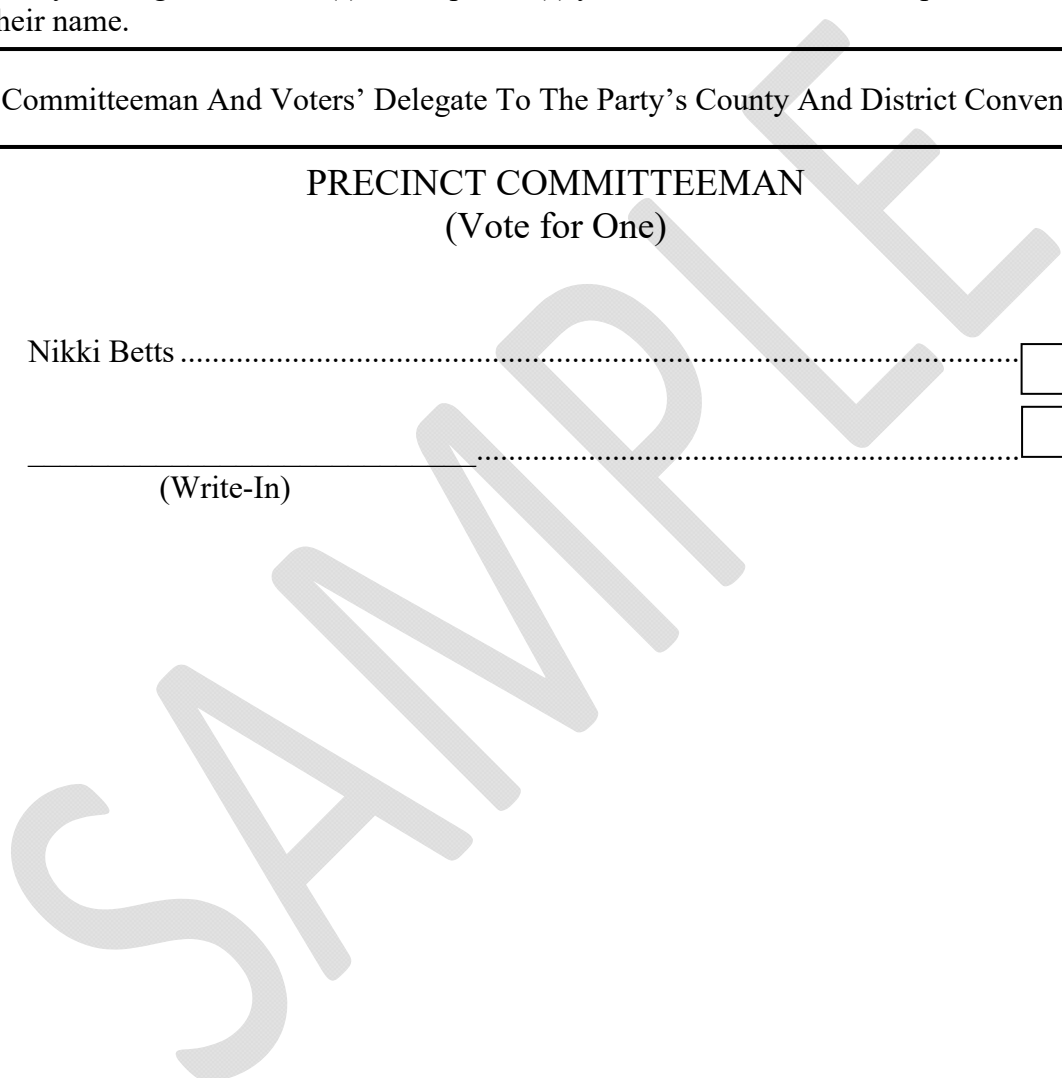 heir name.
Committeeman And Voters’ Delegate To The Party’s County And District Conven
PRECINCT COMMITTEEMAN
(Vote for One)
Nikki Betts
(Write-In)
SAMPLE